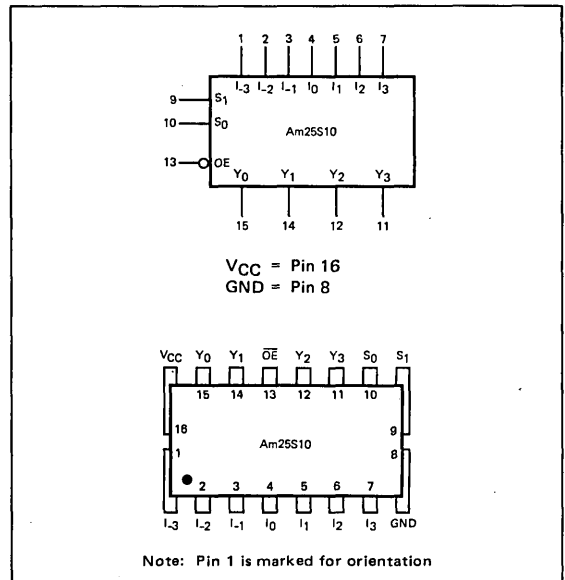 1 2 3 4 5 6 7
I-3 I-2 I-1 I0 I1 I2 I3
9 S1
10 S0
Am25S10
13 OE
Y0 Y1 Y2 Y3
15 14 12 11
VCC = Pin 16
GND = Pin 8
VCC Y0 Y1 OE Y2 Y3 S0 S1
15 14 13 12 11 10
16 9
Am25S10
1 8
2 3 4 5 6 7
I-3 I-2 I-1 I0 I1 I2 I3 GND
Note: Pin 1 is marked for orientation